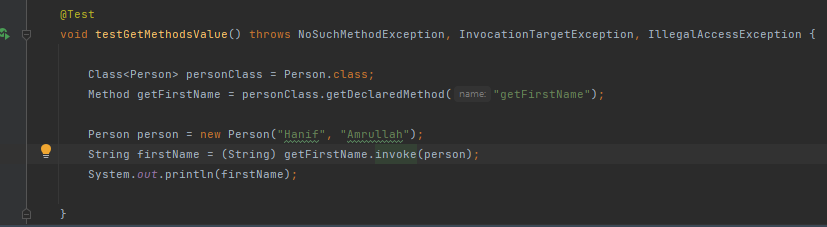 @Test
void testGetMethodsValue() throws NoSuchMethodException, InvocationTargetException, IllegalAccessException {
Class<Person> personClass = Person.class;
Method getFirstName = personClass.getDeclaredMethod( name: "getFirstName");
Person person = new Person("Hanif", "Amrullah");
String firstName = (String) getFirstName.invoke(person);
System.out.println(firstName);
}